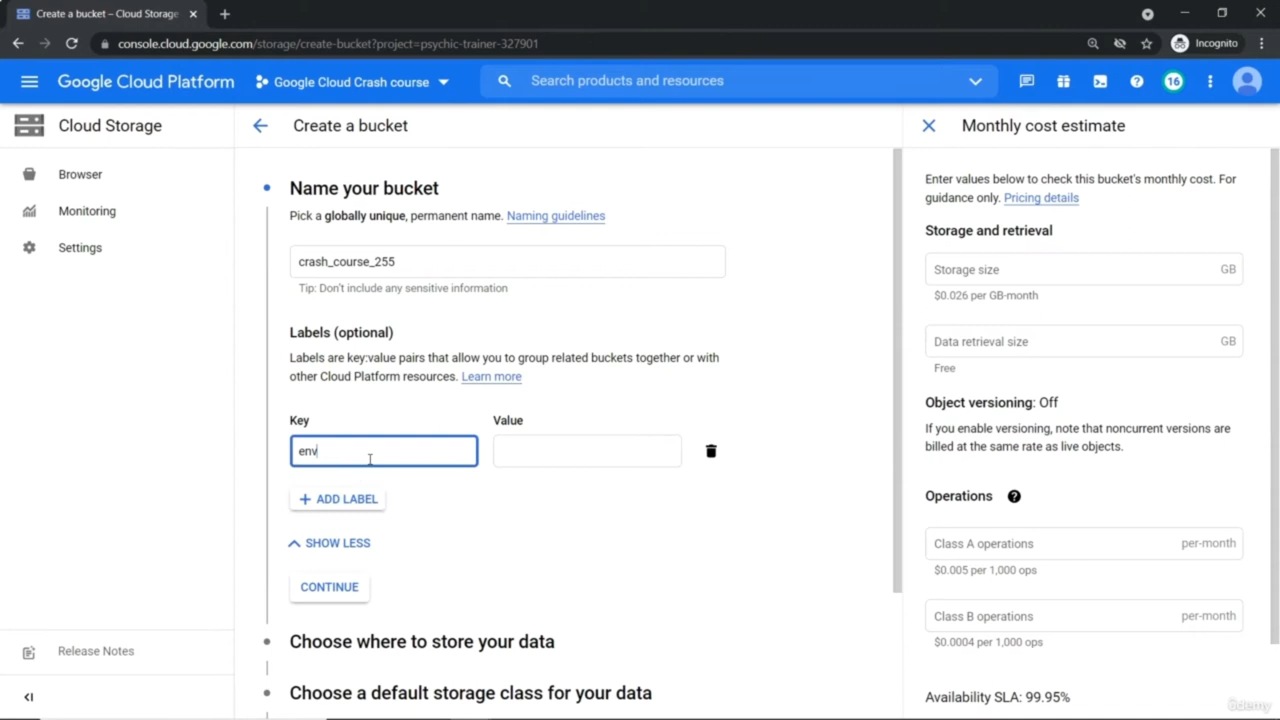 Create a bucket – Cloud Storage
console.cloud.google.com/storage/create-bucket?project=psychic-trainer-327901
Incognito
Google Cloud Platform
Google Cloud Crash course
Search products and resources
16
Cloud Storage
Browser
Monitoring
Settings
Release Notes
Create a bucket
Name your bucket
Pick a globally unique, permanent name. Naming guidelines
crash_course_255
Tip: Don't include any sensitive information
Labels (optional)
Labels are key:value pairs that allow you to group related buckets together or with
other Cloud Platform resources. Learn more
Key Value
env
+ ADD LABEL
SHOW LESS
CONTINUE
Choose where to store your data
Choose a default storage class for your data
Monthly cost estimate
Enter values below to check this bucket's monthly cost. For
guidance only. Pricing details
Storage and retrieval
Storage size GB
$0.026 per GB-month
Data retrieval size GB
Free
Object versioning: Off
If you enable versioning, note that noncurrent versions are
billed at the same rate as live objects.
Operations
Class A operations per-month
$0.005 per 1,000 ops
Class B operations per-month
$0.0004 per 1,000 ops
Availability SLA: 99.95%
ûdemy